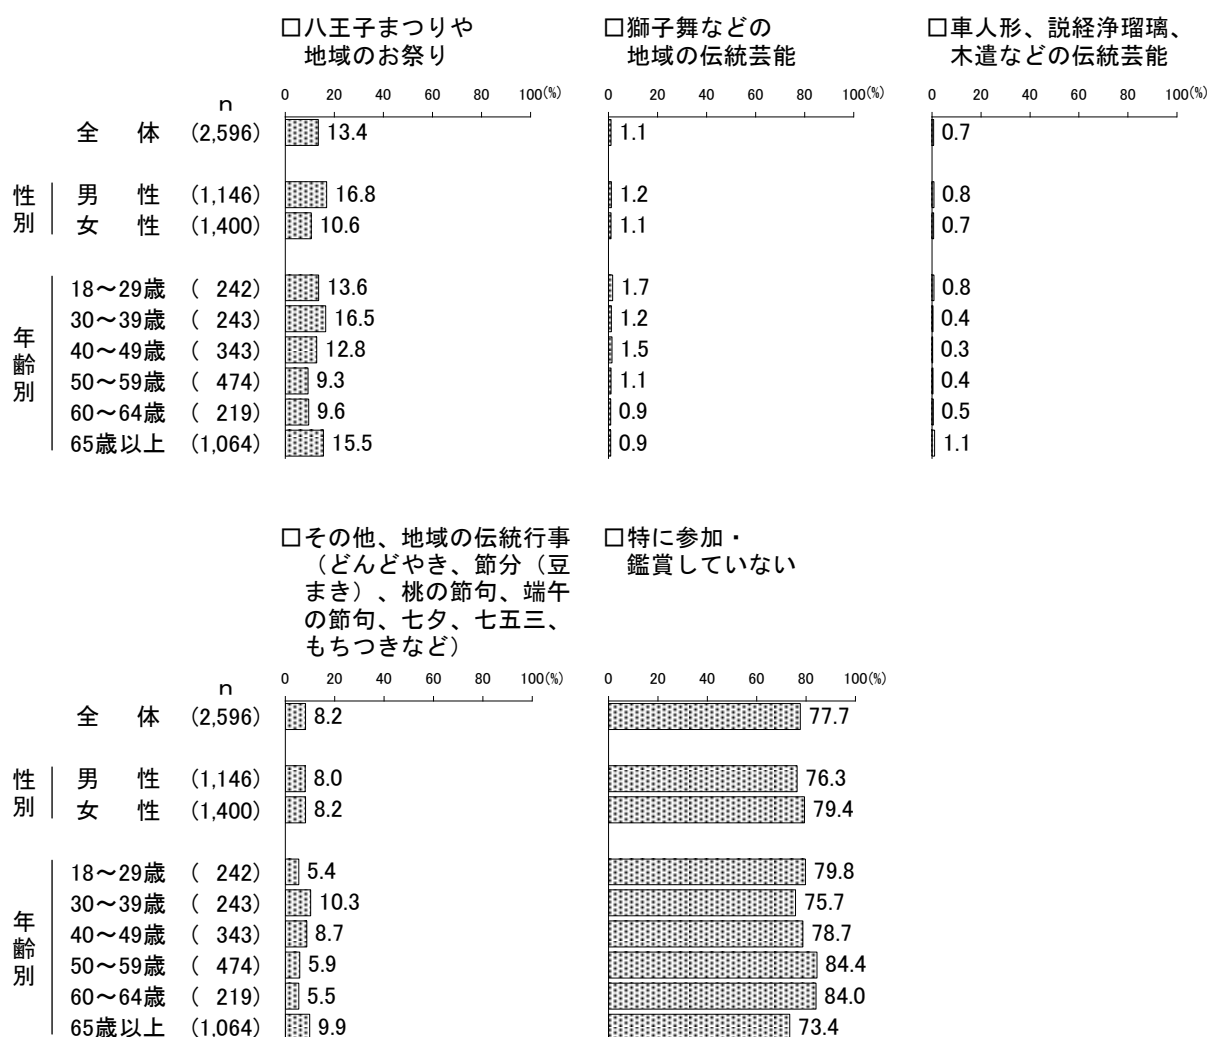 □八王子まつりや
地域のお祭り
□獅子舞などの
地域の伝統芸能
□車人形、説経浄瑠璃、
木遣などの伝統芸能
n 0 20 40 60 80 100(%) 0 20 40 60 80 100(%) 0 20 40 60 80 100(%)
全体 (2,596) 13.4 1.1 0.7
性別
男性 (1,146) 16.8 1.2 0.8
女性 (1,400) 10.6 1.1 0.7
年齢別
18～29歳 ( 242) 13.6 1.7 0.8
30～39歳 ( 243) 16.5 1.2 0.4
40～49歳 ( 343) 12.8 1.5 0.3
50～59歳 ( 474) 9.3 1.1 0.4
60～64歳 ( 219) 9.6 0.9 0.5
65歳以上 (1,064) 15.5 0.9 1.1
□その他、地域の伝統行事
（どんどやき、節分（豆
まき）、桃の節句、端午
の節句、七夕、七五三、
もちつきなど）
□特に参加・
鑑賞していない
n 0 20 40 60 80 100(%) 0 20 40 60 80 100(%)
全体 (2,596) 8.2 77.7
性別
男性 (1,146) 8.0 76.3
女性 (1,400) 8.2 79.4
年齢別
18～29歳 ( 242) 5.4 79.8
30～39歳 ( 243) 10.3 75.7
40～49歳 ( 343) 8.7 78.7
50～59歳 ( 474) 5.9 84.4
60～64歳 ( 219) 5.5 84.0
65歳以上 (1,064) 9.9 73.4